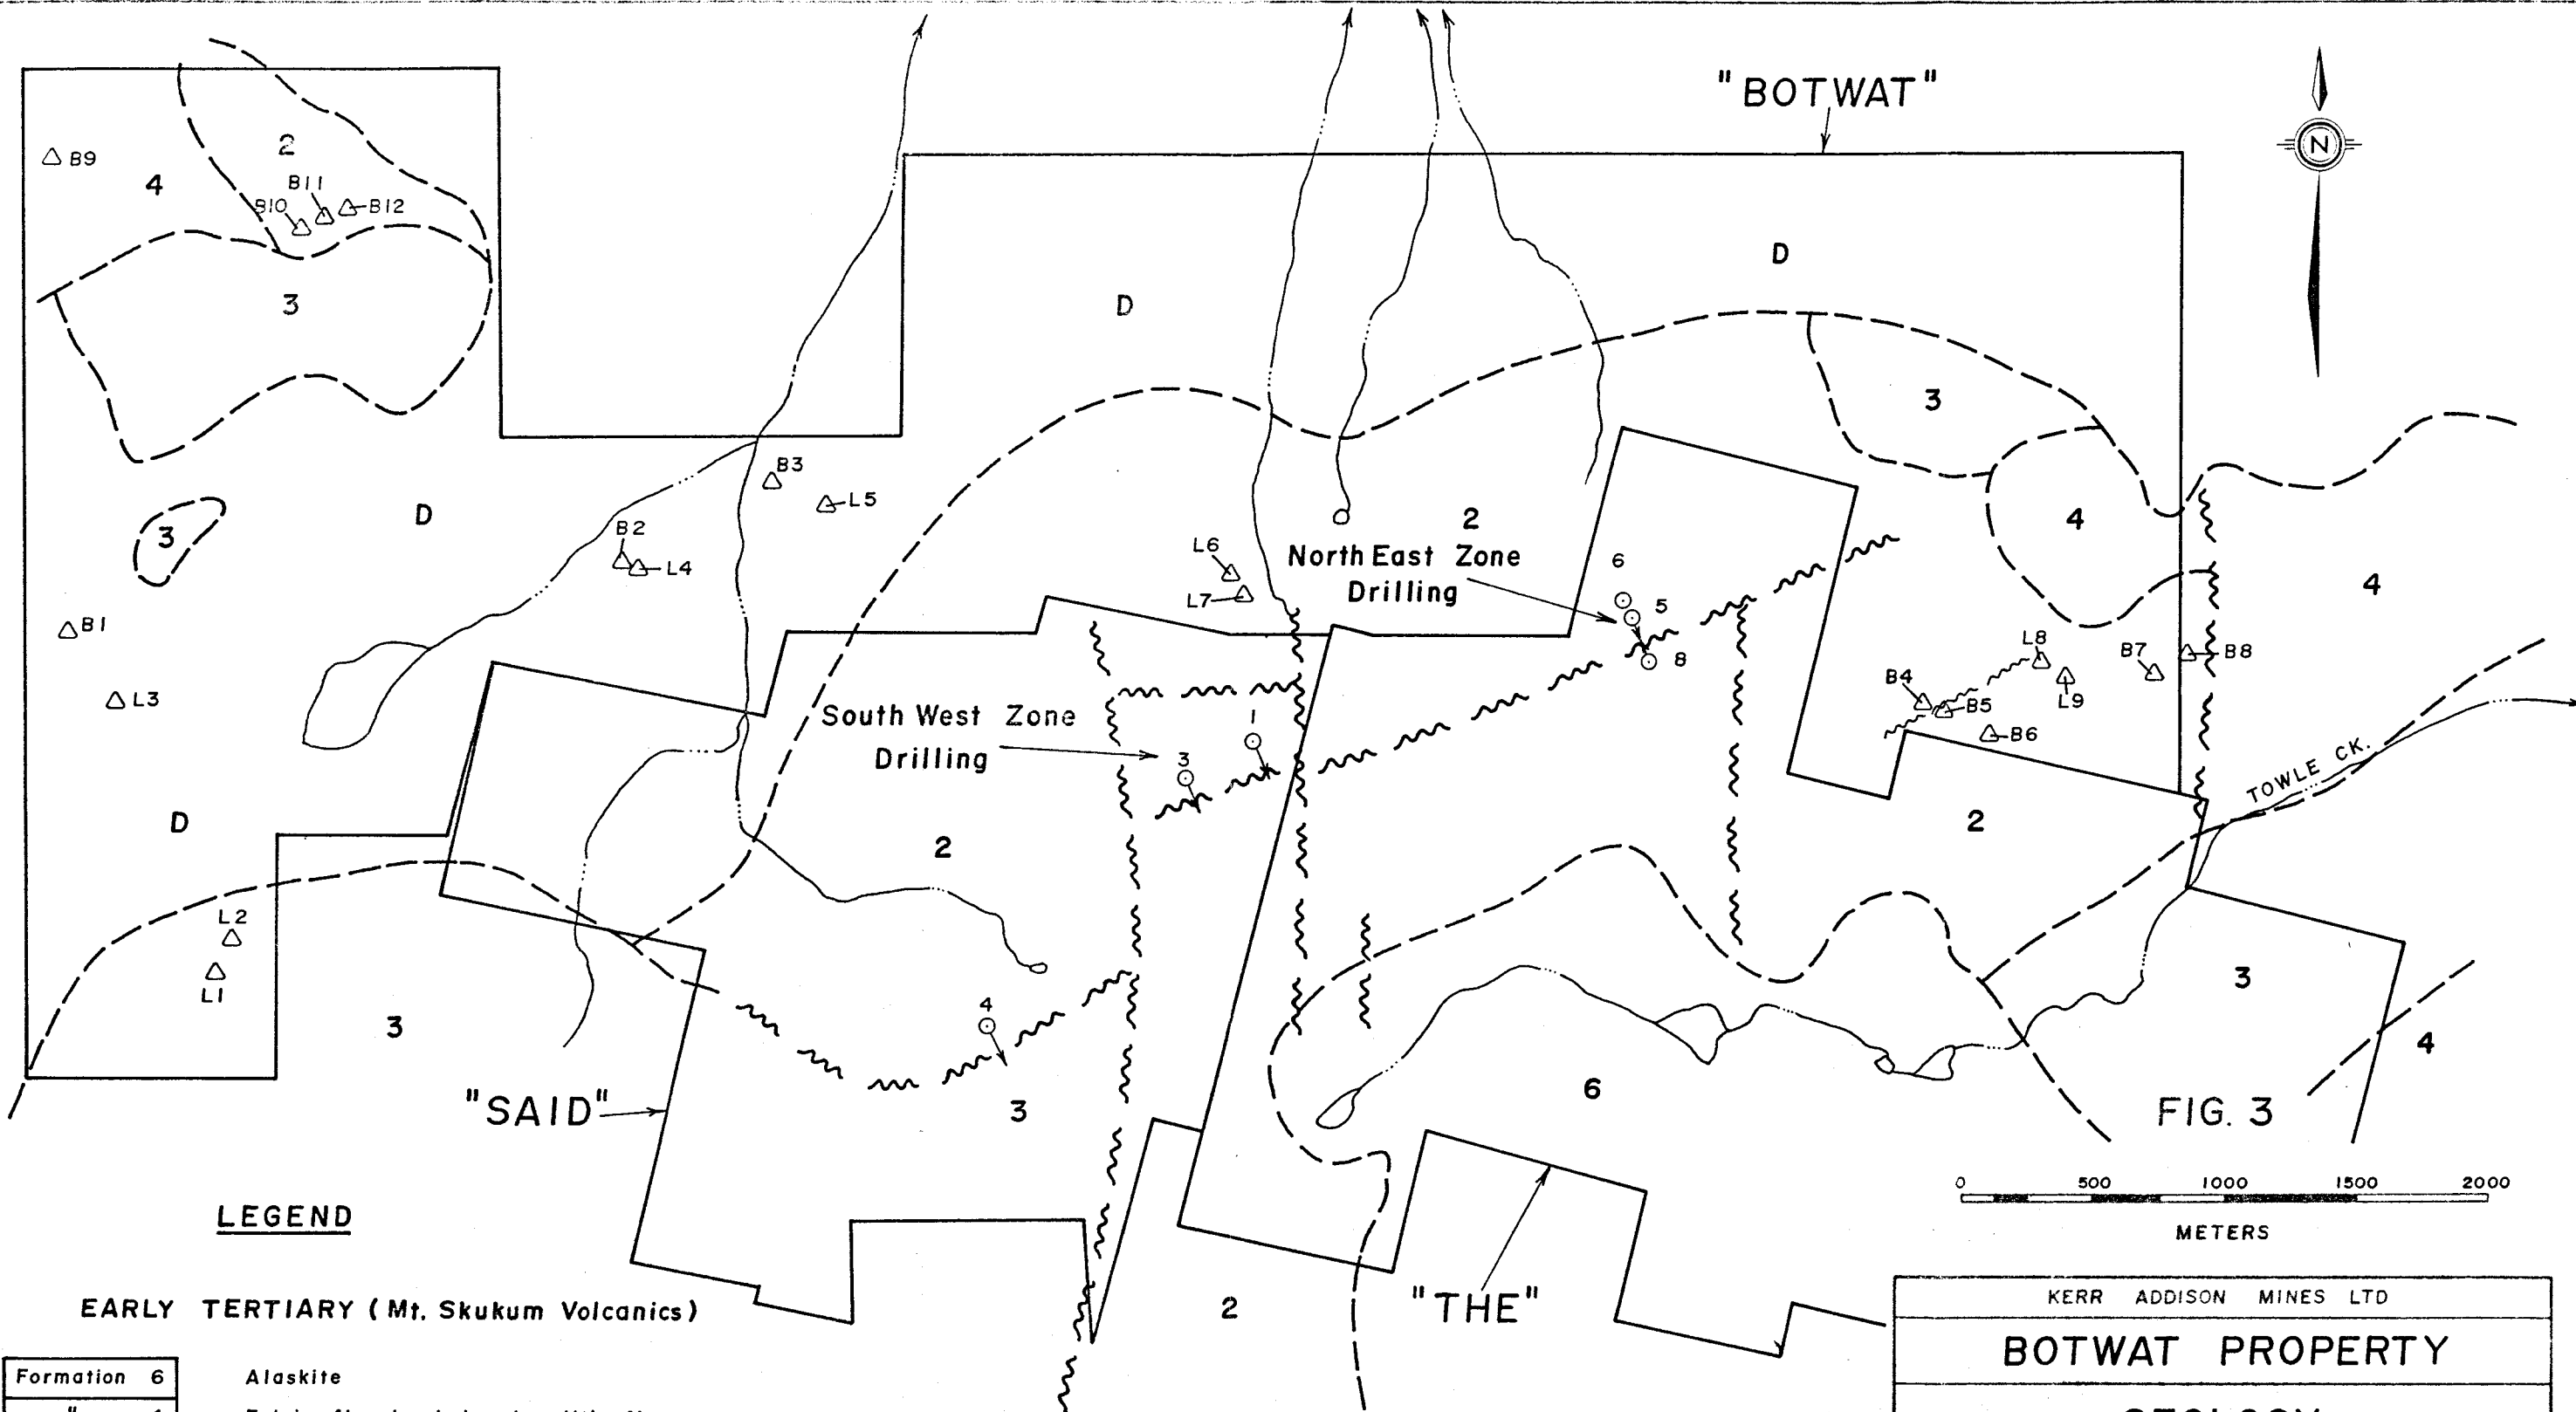 "BOTWAT"
N
B9
4
2
B11
B10
B12
3
D
D
D
3
3
4
4
B3
L5
B2
L4
3
D
B1
L3
L6
L7
2
North East Zone
Drilling
6
5
8
South West Zone
Drilling
1
3
L8
L9
B7
B8
B4
B5
B6
TOWLE CK.
D
2
2
L2
L1
3
4
3
3
4
6
"SAID"
FIG. 3
0 500 1000 1500 2000
METERS
LEGEND
EARLY TERTIARY (Mt. Skukum Volcanics)
"THE"
2
KERR ADDISON MINES LTD
BOTWAT PROPERTY
Formation 6 Alaskite